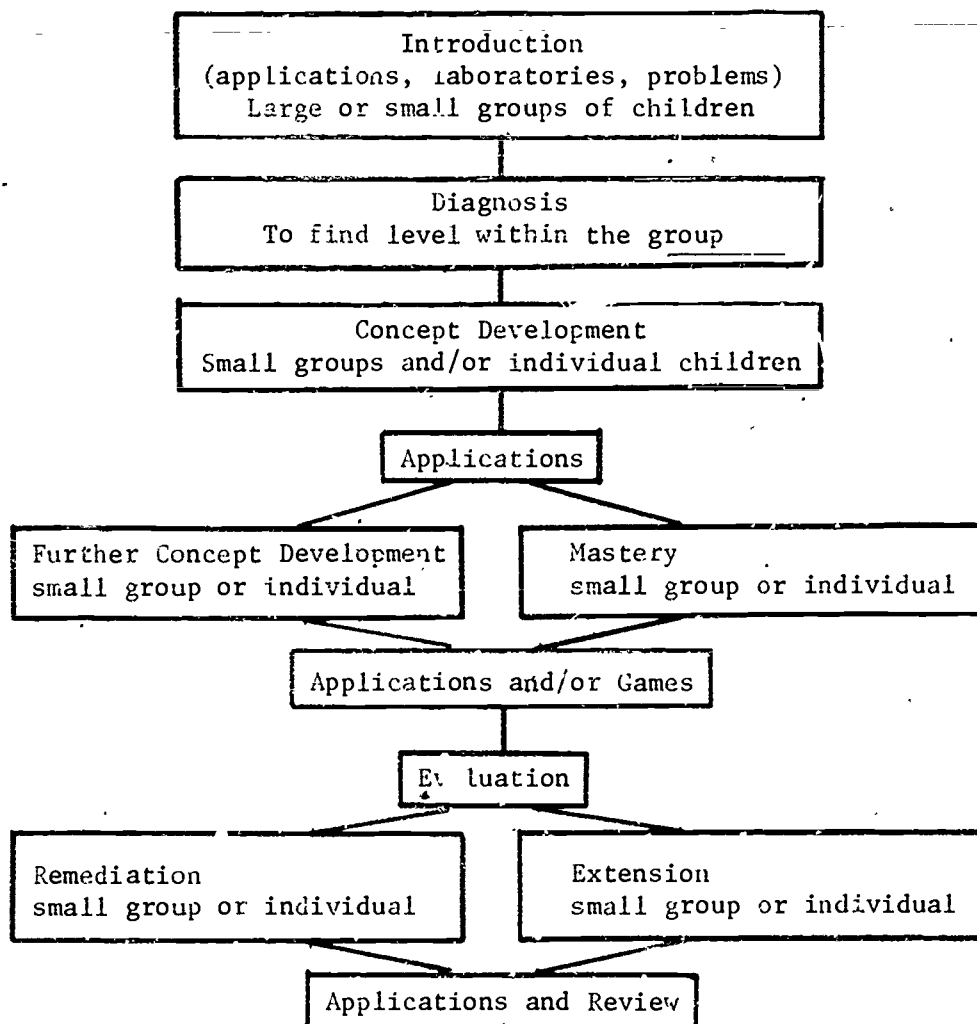 Introduction
(applications, laboratories, problems)
Large or small groups of children
Diagnosis
To find level within the group
Concept Development
Small groups and/or individual children
Applications
Further Concept Development
small group or individual
Mastery
small group or individual
Applications and/or Games
Evaluation
Remediation
small group or individual
Extension
small group or individual
Applications and Review